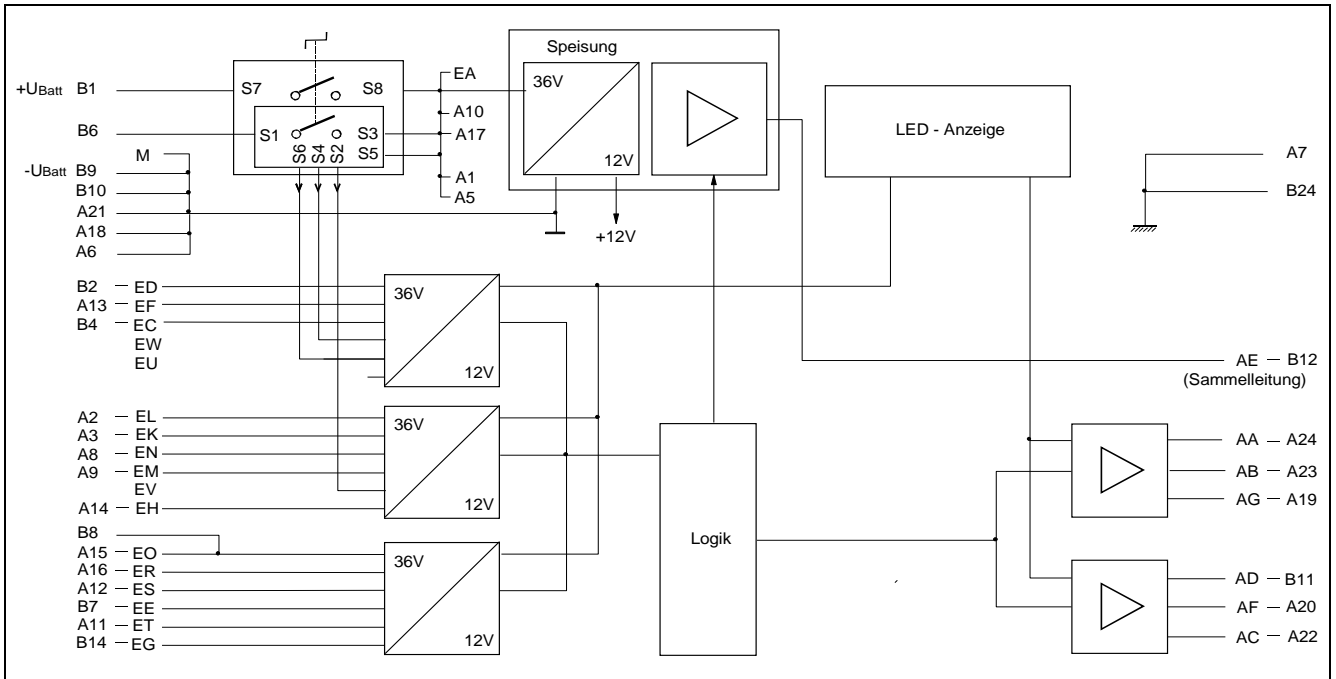 Speisung
+UBatt B1
S7 S8
EA
36V
A10
LED - Anzeige
B6
S1 S3
A17
S6 S4 S2 S5
M
-UBatt B9
12V
A7
A1
B10
B24
A5
A21
A18
+12V
A6
B2 – ED
36V
A13 – EF
B4 – EC
EW
EU
12V
AE – B12
(Sammelleitung)
A2 – EL
36V
A3 – EK
A8 – EN
A9 – EM
EV
A14 – EH
12V
AA – A24
AB – A23
AG – A19
B8
Logik
A15 – EO
36V
A16 – ER
A12 – ES
B7 – EE
A11 – ET
B14 – EG
12V
AD – B11
AF – A20
AC – A22